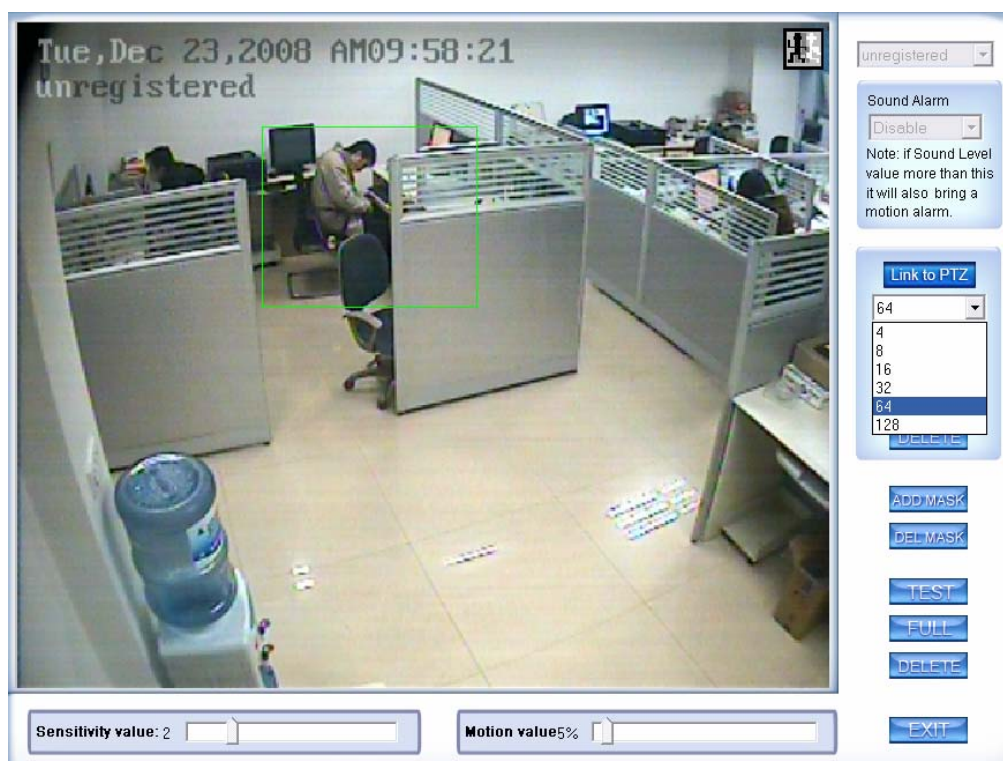 Tue,Dec 23,2008 AM09:58:21
unregistered
unregistered
Sound Alarm
Disable
Note: if Sound Level
value more than this
it will also bring a
motion alarm.
Link to PTZ
64
4
8
16
32
64
128
DELETE
ADD MASK
DEL MASK
TEST
FULL
DELETE
EXIT
Sensitivity value: 2
Motion value5%